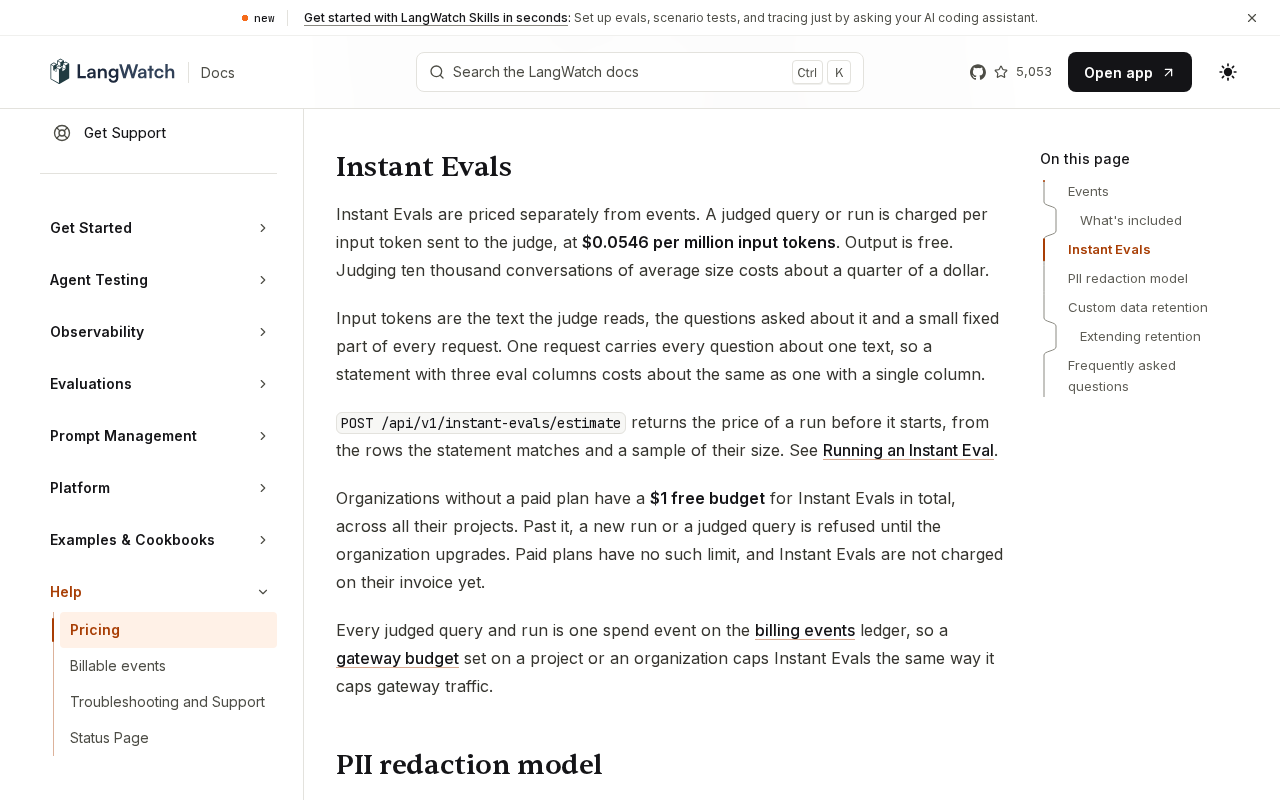 new
Get started with LangWatch Skills in seconds: Set up evals, scenario tests, and tracing just by asking your AI coding assistant.
LangWatch
Docs
Search the LangWatch docs
Ctrl K
5,053
Open app
Get Support
Get Started
Agent Testing
Observability
Evaluations
Prompt Management
Platform
Examples & Cookbooks
Help
Pricing
Billable events
Troubleshooting and Support
Status Page
Instant Evals
Instant Evals are priced separately from events. A judged query or run is charged per
input token sent to the judge, at $0.0546 per million input tokens. Output is free.
Judging ten thousand conversations of average size costs about a quarter of a dollar.
Input tokens are the text the judge reads, the questions asked about it and a small fixed
part of every request. One request carries every question about one text, so a
statement with three eval columns costs about the same as one with a single column.
POST /api/v1/instant-evals/estimate returns the price of a run before it starts, from
the rows the statement matches and a sample of their size. See Running an Instant Eval.
Organizations without a paid plan have a $1 free budget for Instant Evals in total,
across all their projects. Past it, a new run or a judged query is refused until the
organization upgrades. Paid plans have no such limit, and Instant Evals are not charged
on their invoice yet.
Every judged query and run is one spend event on the billing events ledger, so a
gateway budget set on a project or an organization caps Instant Evals the same way it
caps gateway traffic.
PII redaction model
On this page
Events
What's included
Instant Evals
PII redaction model
Custom data retention
Extending retention
Frequently asked
questions